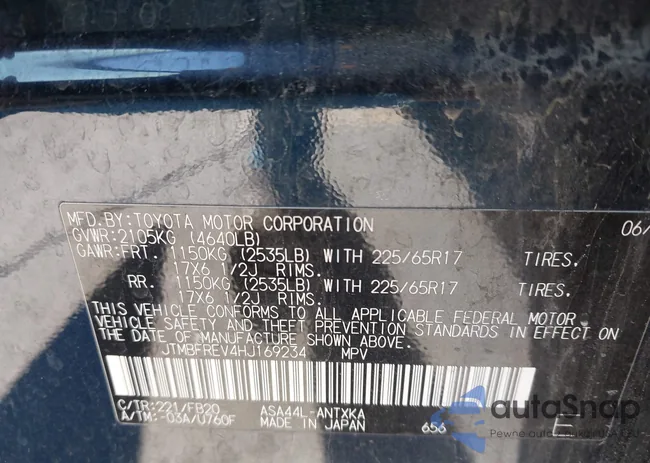 MFD.BY:TOYOTA MOTOR CORPORATION 06/
GVWR:2105KG (4640LB)
GAWR:FRT. 1150KG (2535LB) WITH 225/65R17 TIRES.
17X6 1/2J RIMS.
RR. 1150KG (2535LB) WITH 225/65R17 TIRES.
17X6 1/2J RIMS.
THIS VEHICLE CONFORMS TO ALL APPLICABLE FEDERAL MOTOR
VEHICLE SAFETY AND THEFT PREVENTION STANDARDS IN EFFECT ON
THE DATE OF MANUFACTURE SHOWN ABOVE.
JTMBFREV4HJ169234 MPV
C/TR:221/FB20 ASA44L-ANTXKA
A/TM:-03A/U760F MADE IN JAPAN 656 E
autoSnap
Pewne auto